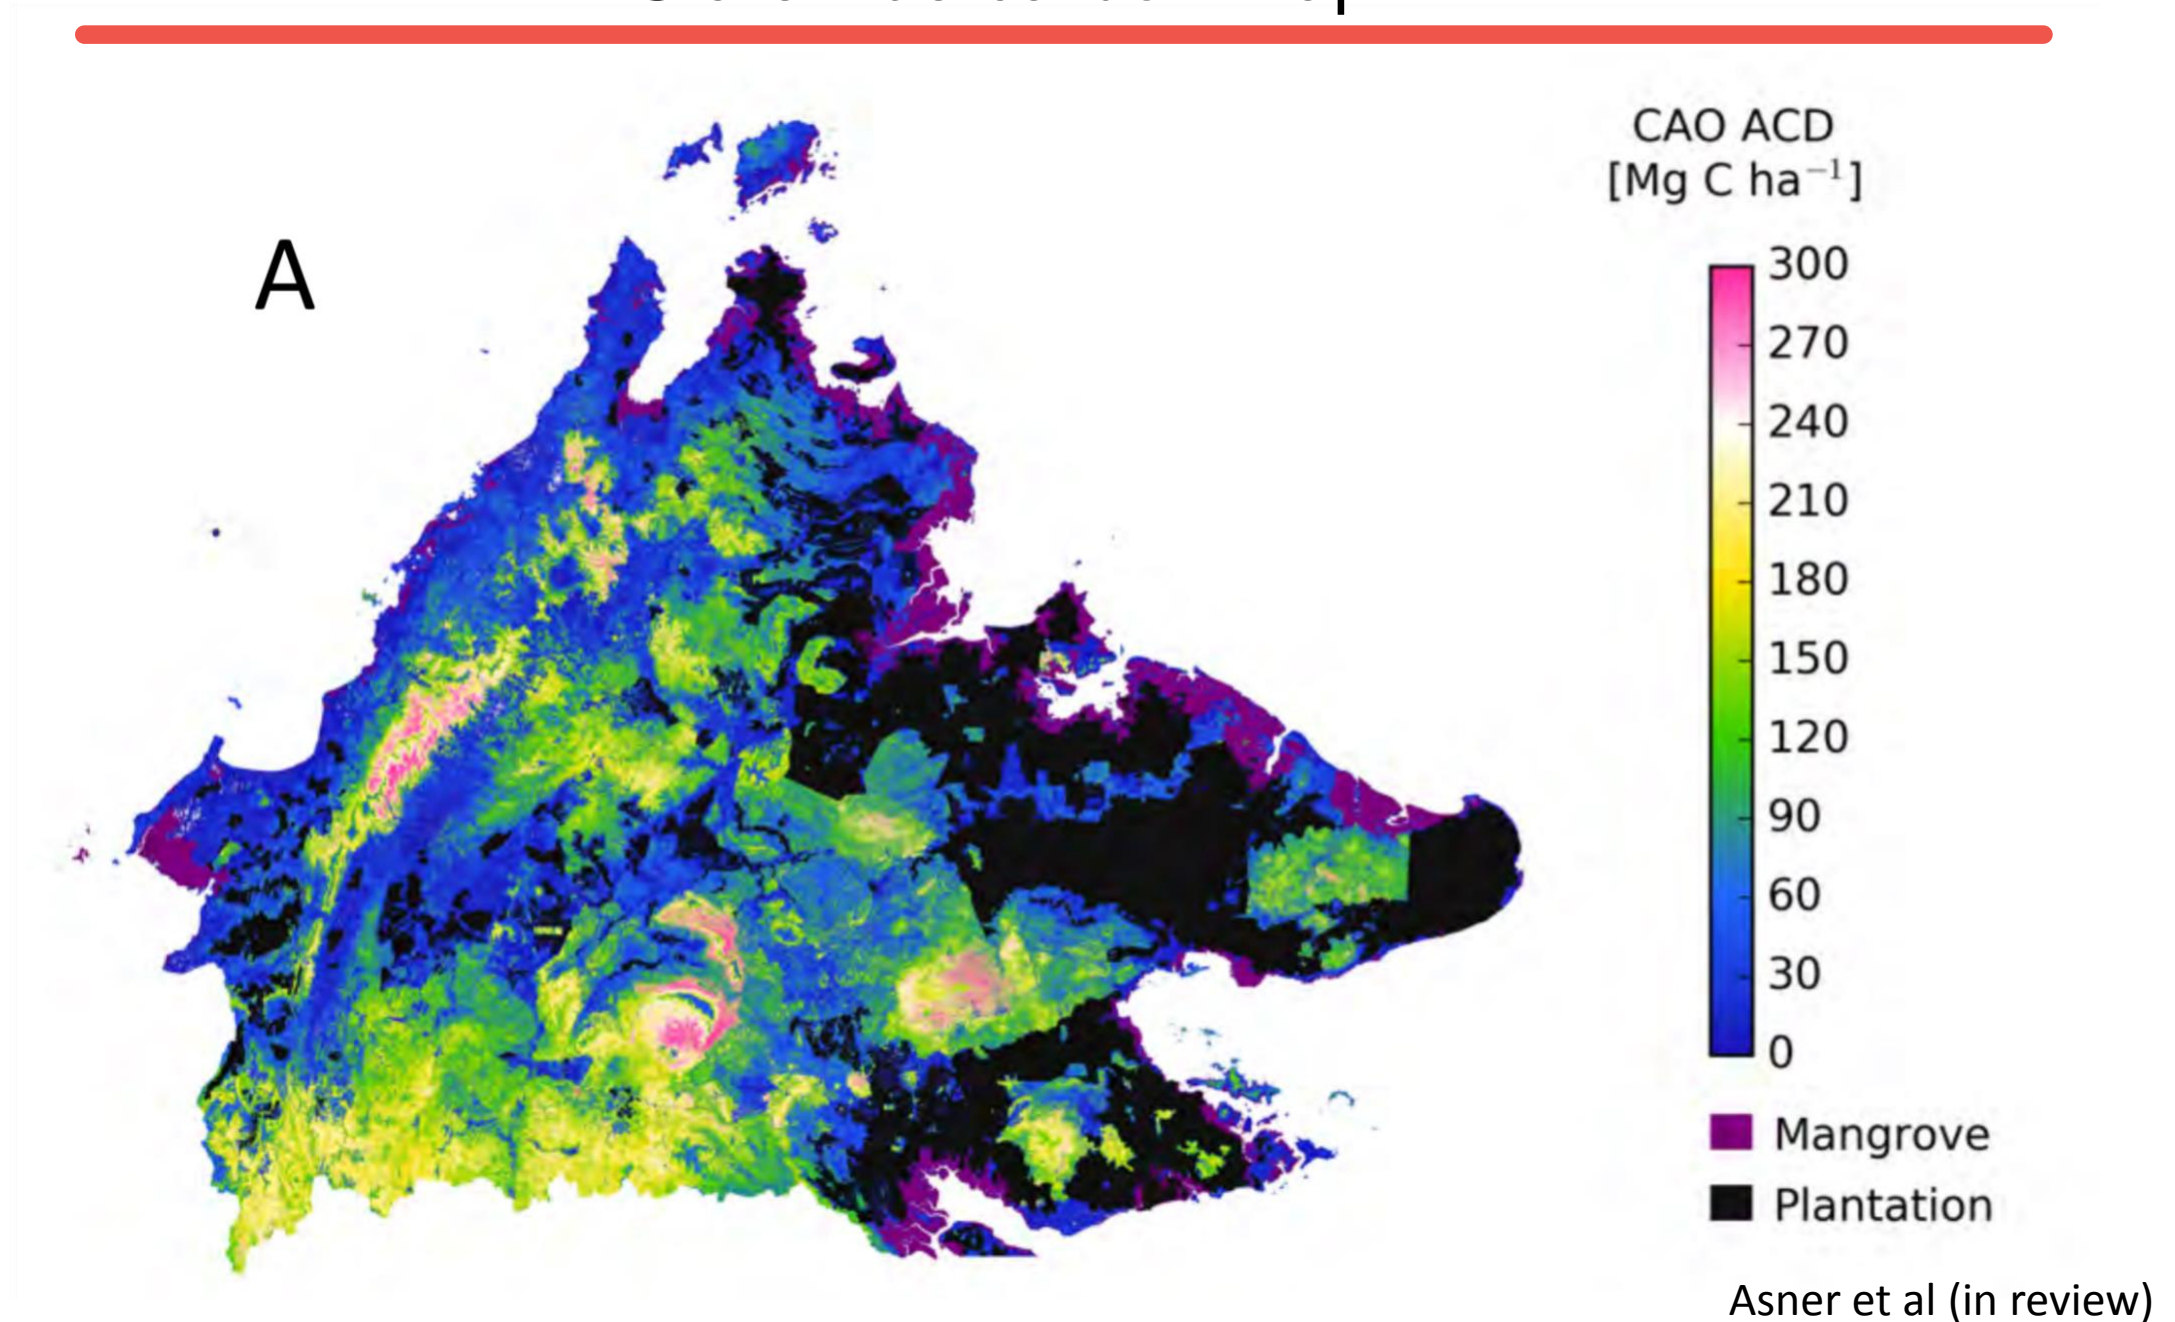 A
CAO ACD
[Mg C ha⁻¹]
300
270
240
210
180
150
120
90
60
30
0
Mangrove
Plantation
Asner et al (in review)